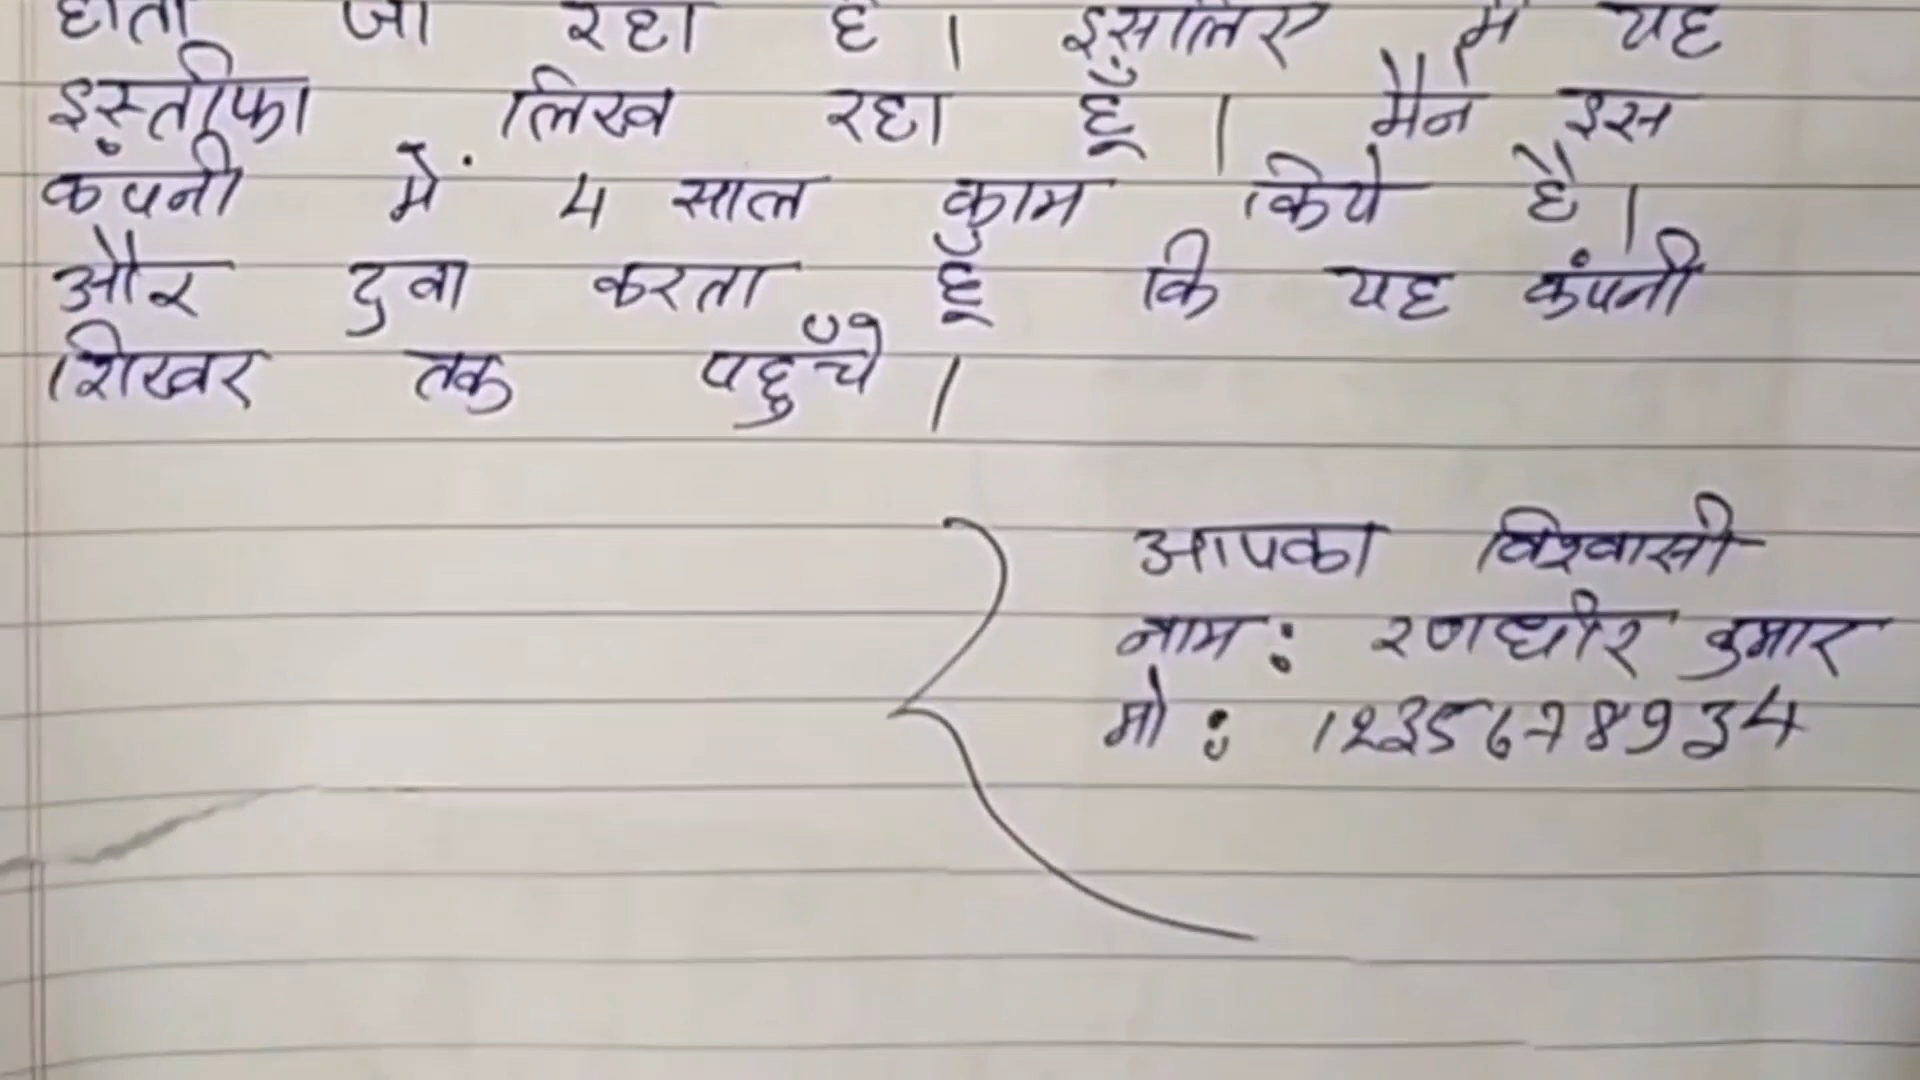 होता जा रहा है । इसलिए मैं यह
इस्तीफा लिख रहा हूँ । मैंने इस
कंपनी में 4 साल काम किये है ।
और दुवा करता हूँ कि यह कंपनी
शिखर तक पहुँचे ।
आपका विश्वासी
नाम : रणधीर कुमार
मो : 1235678934